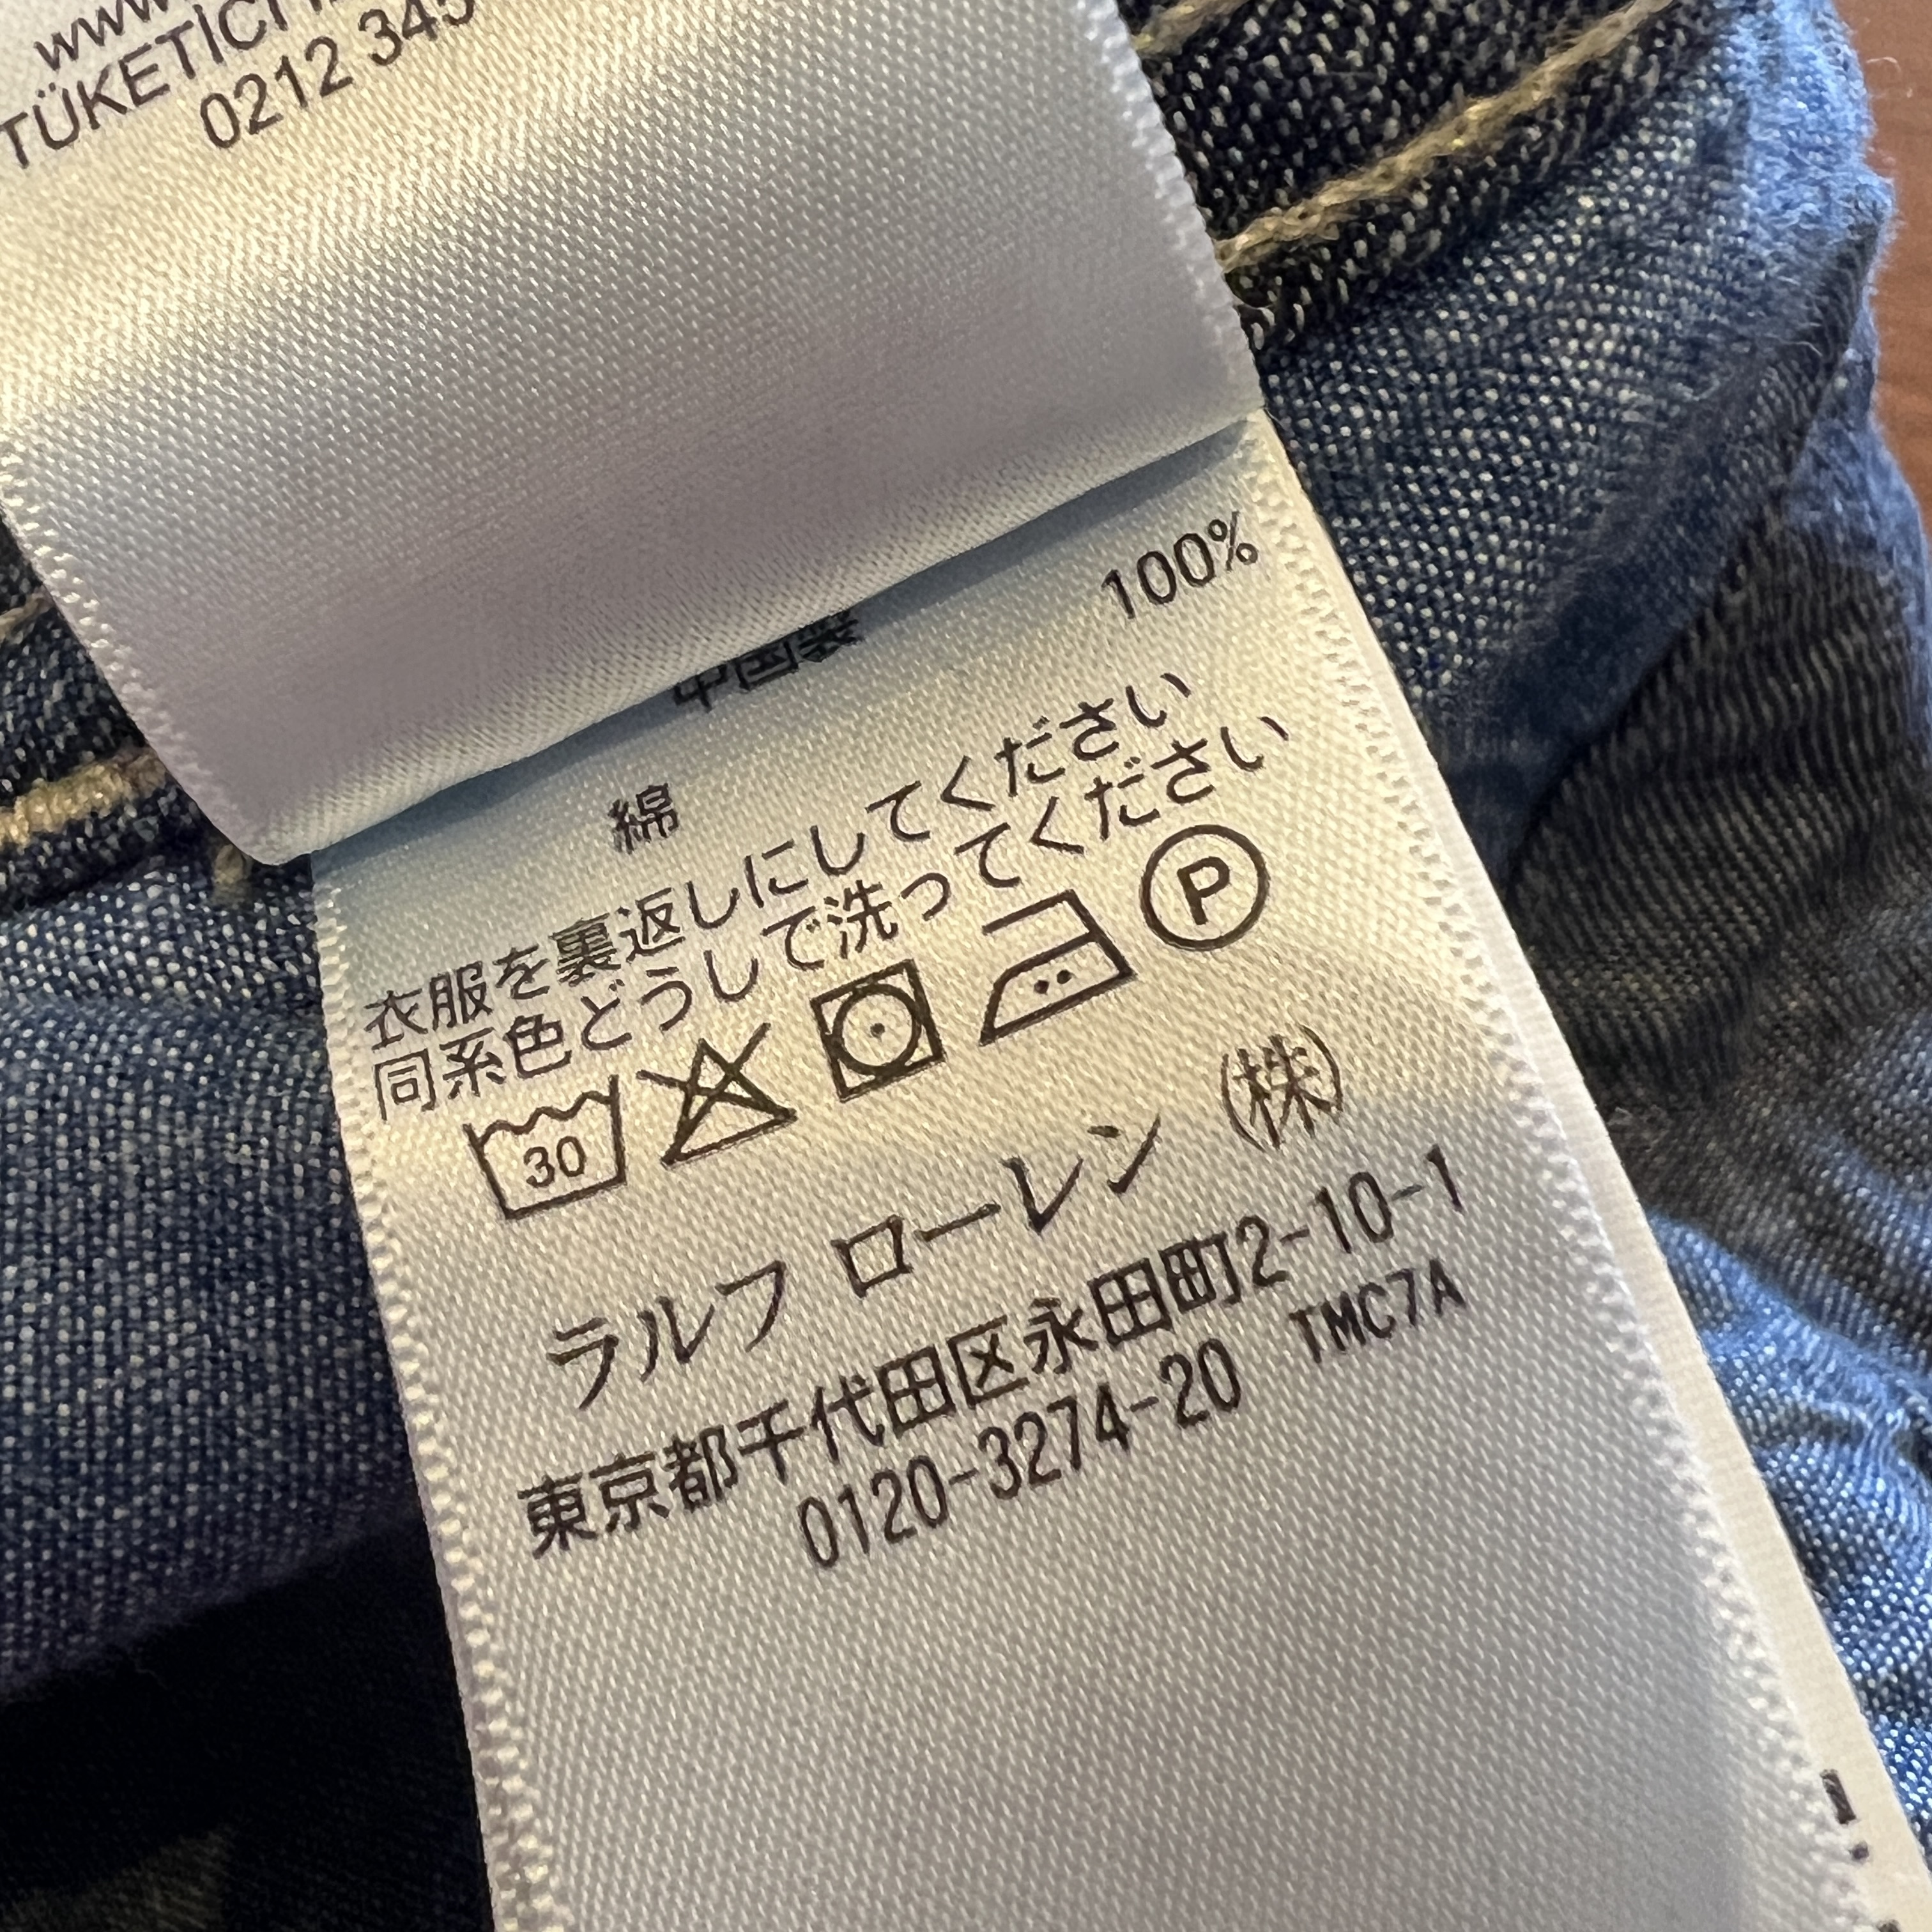 TÜKETİCİ
0212 345
中国製
綿 100%
衣服を裏返しにしてください
同系色どうしで洗ってください
30
P
ラルフ ローレン ㈱
東京都千代田区永田町2-10-1
0120-3274-20 TMC7A